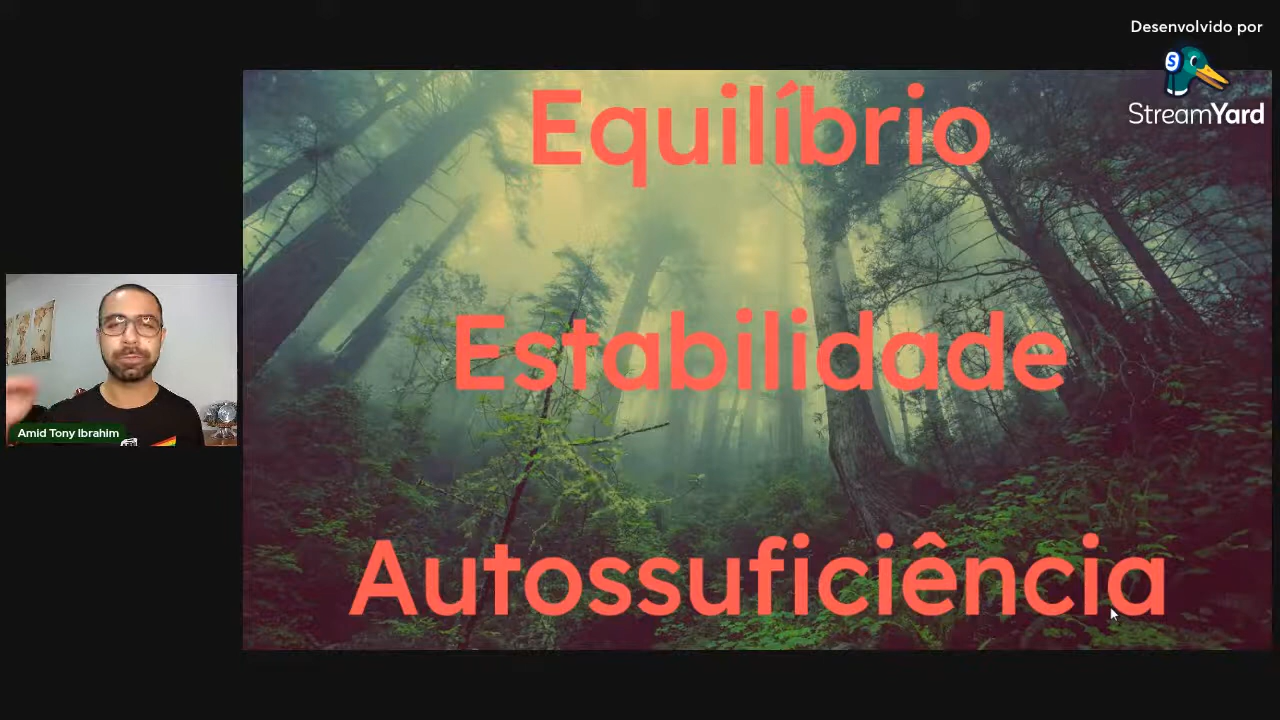 Desenvolvido por
S
StreamYard
Equilíbrio
Estabilidade
Autossuficiência
Amid Tony Ibrahim